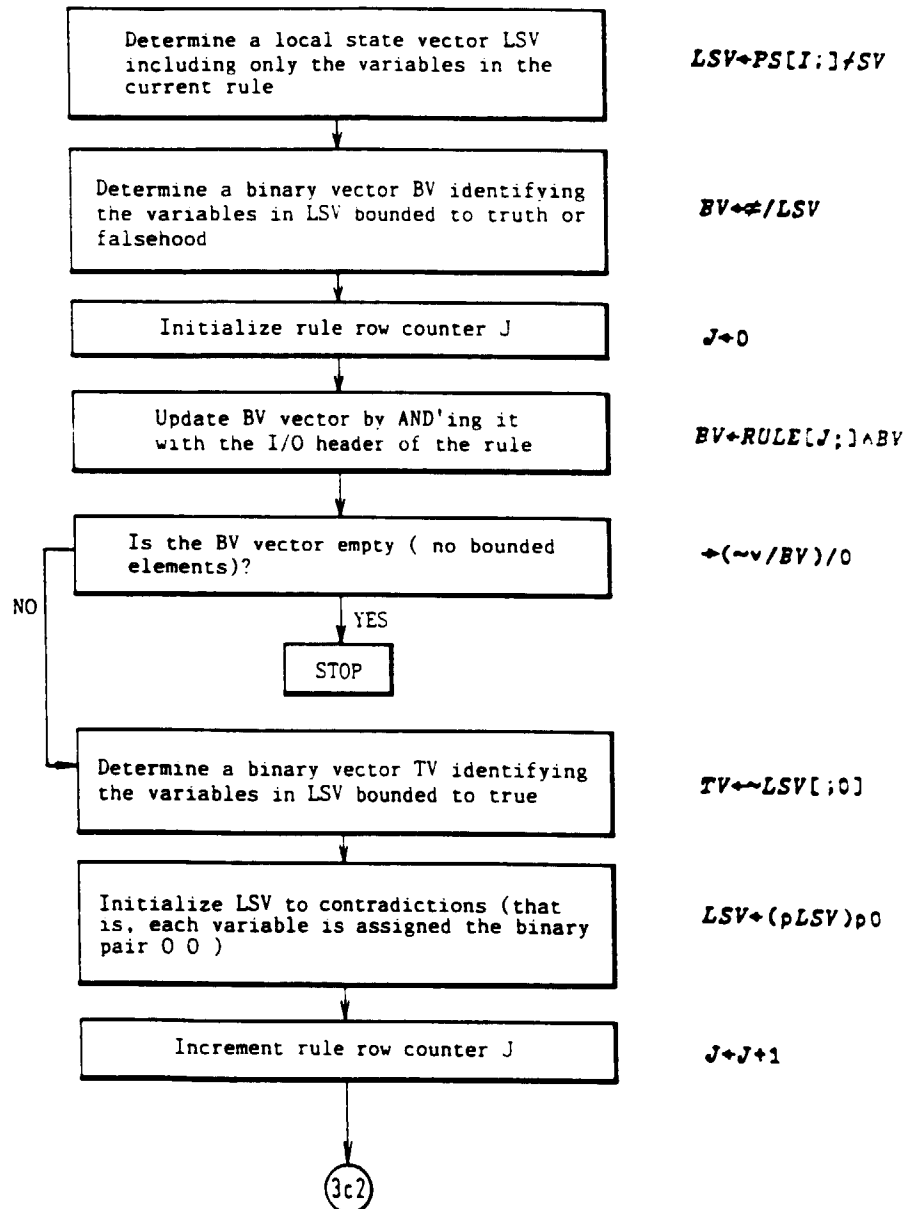 Determine a local state vector LSV
including only the variables in the
current rule
LSV←PS[I;]⌿SV
Determine a binary vector BV identifying
the variables in LSV bounded to truth or
falsehood
BV←≠/LSV
Initialize rule row counter J
J←0
Update BV vector by AND'ing it
with the I/O header of the rule
BV←RULE[J;]∧BV
Is the BV vector empty ( no bounded
elements)?
→(~∨/BV)/0
NO
YES
STOP
Determine a binary vector TV identifying
the variables in LSV bounded to true
TV←~LSV[;0]
Initialize LSV to contradictions (that
is, each variable is assigned the binary
pair 0 0 )
LSV←(⍴LSV)⍴0
Increment rule row counter J
J←J+1
3c2